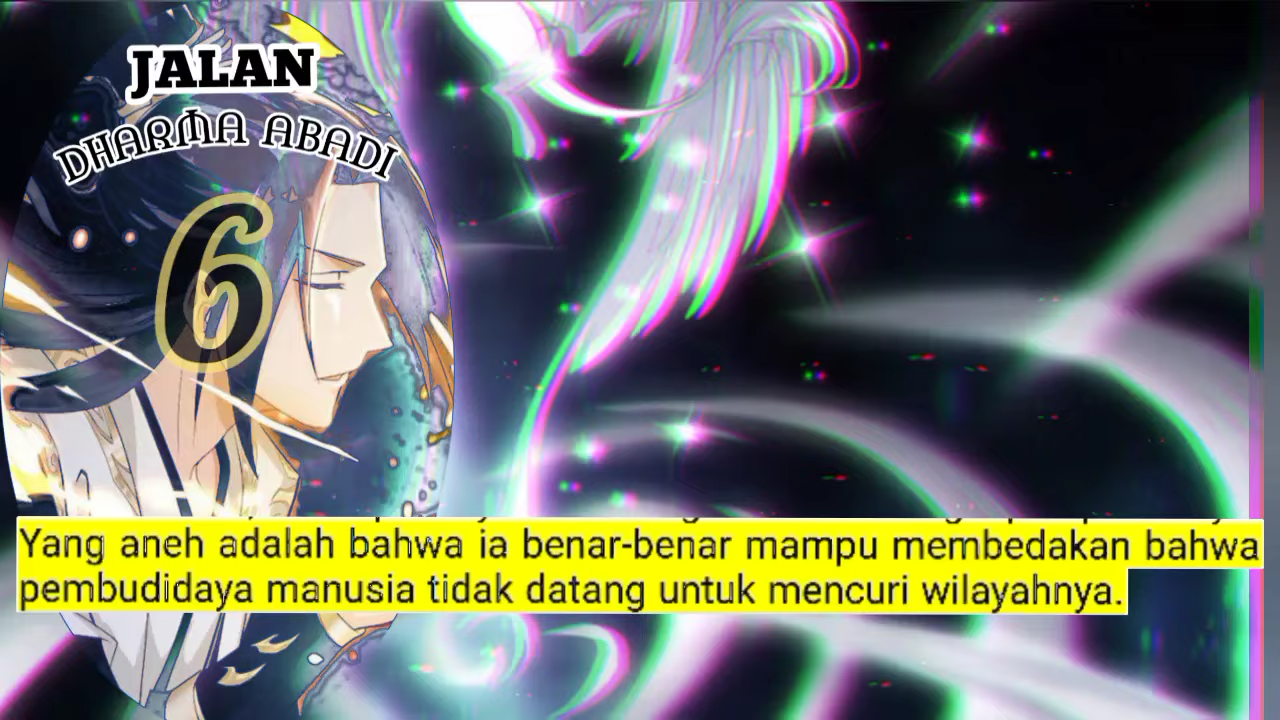 JALAN
DHARMA ABADI
6
Yang aneh adalah bahwa ia benar-benar mampu membedakan bahwa
pembudidaya manusia tidak datang untuk mencuri wilayahnya.